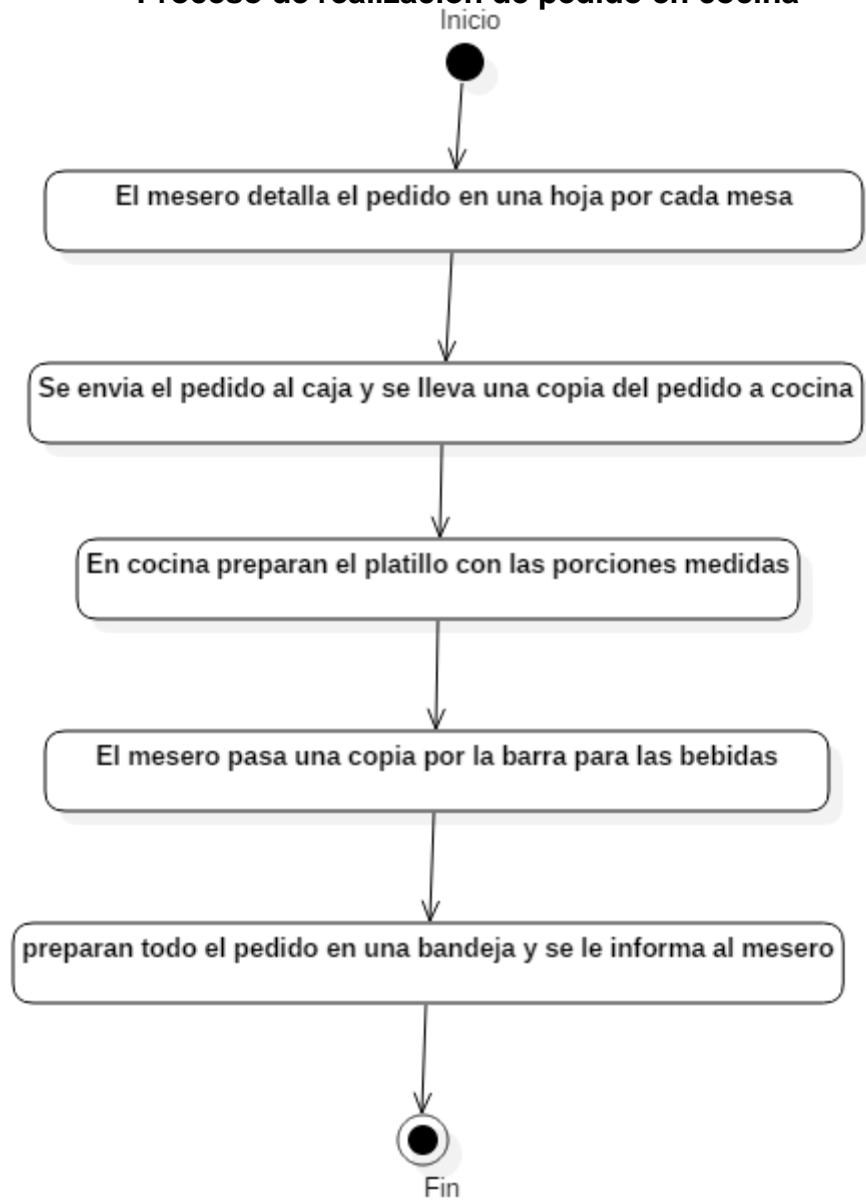 Proceso de realización de pedido en cocina
Inicio
El mesero detalla el pedido en una hoja por cada mesa
Se envia el pedido al caja y se lleva una copia del pedido a cocina
En cocina preparan el platillo con las porciones medidas
El mesero pasa una copia por la barra para las bebidas
preparan todo el pedido en una bandeja y se le informa al mesero
Fin